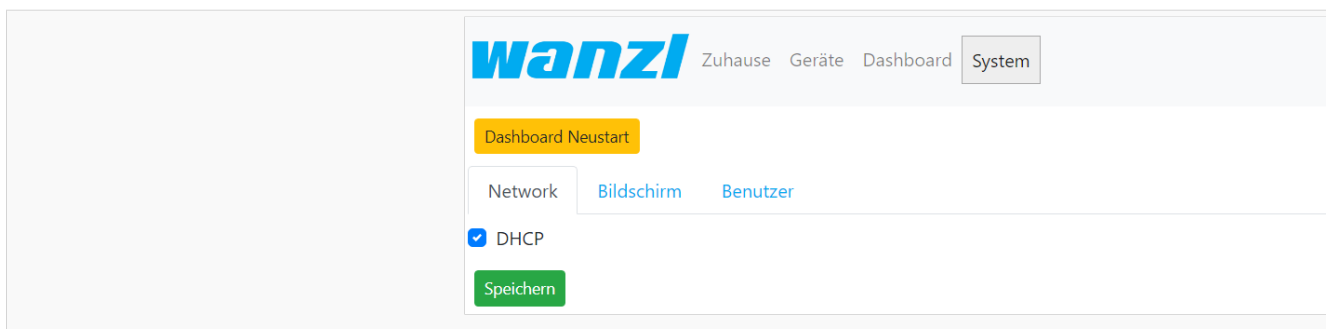 wanzl Zuhause Geräte Dashboard System
Dashboard Neustart
Network Bildschirm Benutzer
DHCP
Speichern